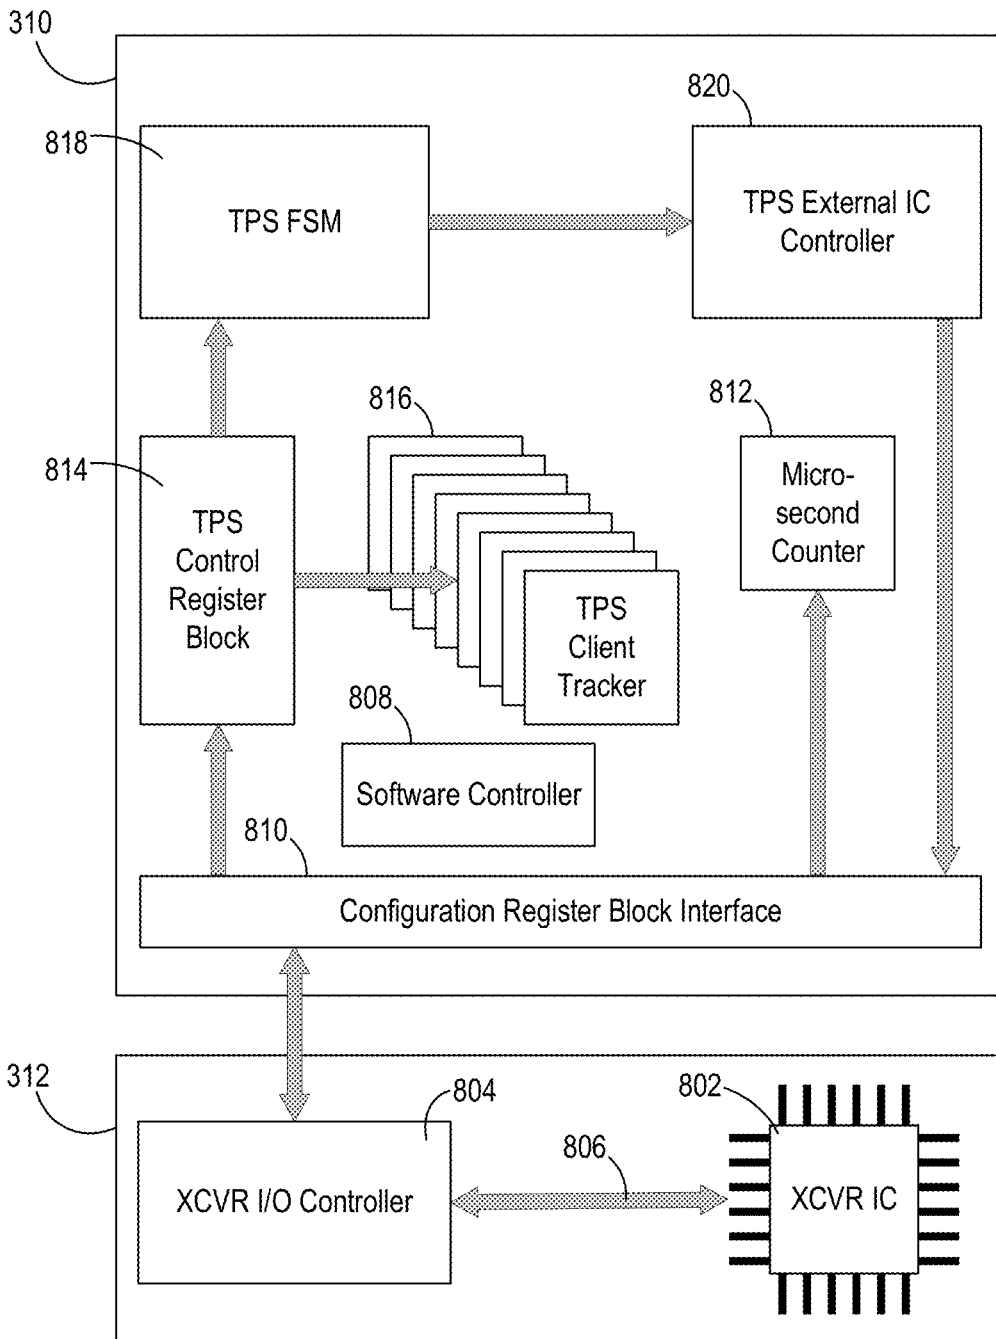 310
818
TPS FSM
820
TPS External IC
Controller
814
TPS
Control
Register
Block
816
TPS
Client
Tracker
812
Micro-
second
Counter
808
Software Controller
810
Configuration Register Block Interface
312
804
XCVR I/O Controller
806
802
XCVR IC